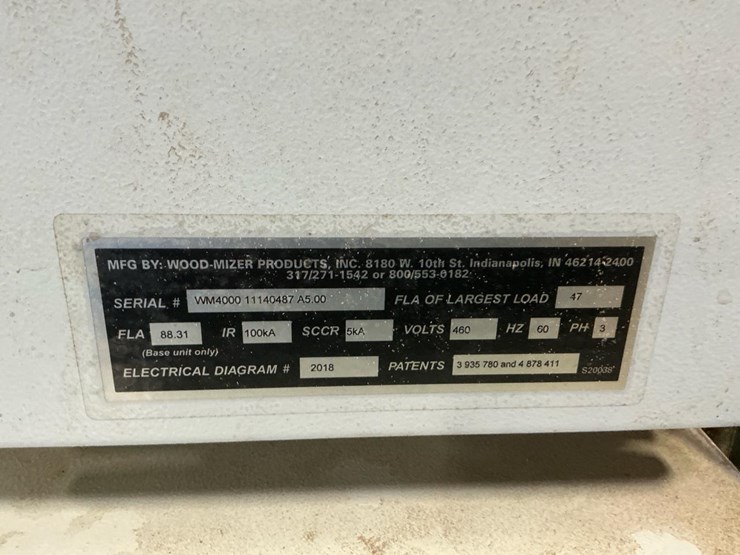 MFG BY: WOOD-MIZER PRODUCTS, INC. 8180 W. 10th St. Indianapolis, IN 46214-2400
317/271-1542 or 800/553-0182
SERIAL # WM4000 11140487 A5.00 FLA OF LARGEST LOAD 47
FLA 88.31 IR 100kA SCCR 5kA VOLTS 460 HZ 60 PH 3
(Base unit only)
ELECTRICAL DIAGRAM # 2018 PATENTS 3 935 780 and 4 878 411